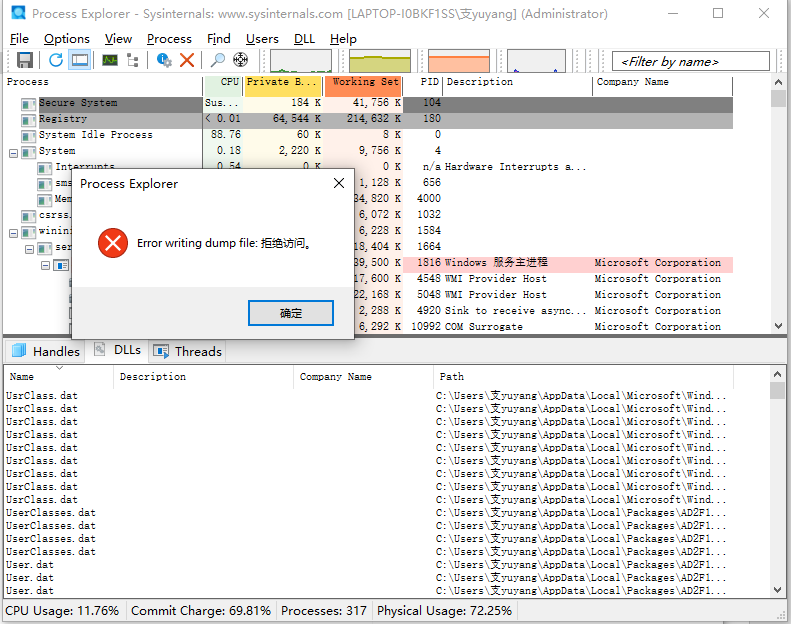 Process Explorer - Sysinternals: www.sysinternals.com [LAPTOP-I0BKF1SS\支yuyang] (Administrator)
File Options View Process Find Users DLL Help
<Filter by name>
Process CPU Private B... Working Set PID Description Company Name
Secure System Sus... 184 K 41,756 K 104
Registry < 0.01 64,544 K 214,632 K 180
System Idle Process 88.76 60 K 8 K 0
System 0.18 2,220 K 9,756 K 4
Interrupts 0.54 0 K 0 K n/a Hardware Interrupts a...
sms 1,128 K 656
Mem 34,820 K 4000
csrss. 6,072 K 1032
winini 6,228 K 1584
ser 18,404 K 1664
39,500 K 1816 Windows 服务主进程 Microsoft Corporation
17,600 K 4548 WMI Provider Host Microsoft Corporation
22,168 K 5048 WMI Provider Host Microsoft Corporation
2,288 K 4920 Sink to receive async... Microsoft Corporation
6,292 K 10992 COM Surrogate Microsoft Corporation
Process Explorer
Error writing dump file: 拒绝访问。
确定
Handles DLLs Threads
Name Description Company Name Path
UsrClass.dat C:\Users\支yuyang\AppData\Local\Microsoft\Wind...
UsrClass.dat C:\Users\支yuyang\AppData\Local\Microsoft\Wind...
UsrClass.dat C:\Users\支yuyang\AppData\Local\Microsoft\Wind...
UsrClass.dat C:\Users\支yuyang\AppData\Local\Microsoft\Wind...
UsrClass.dat C:\Users\支yuyang\AppData\Local\Microsoft\Wind...
UsrClass.dat C:\Users\支yuyang\AppData\Local\Microsoft\Wind...
UsrClass.dat C:\Users\支yuyang\AppData\Local\Microsoft\Wind...
UsrClass.dat C:\Users\支yuyang\AppData\Local\Microsoft\Wind...
UsrClass.dat C:\Users\支yuyang\AppData\Local\Microsoft\Wind...
UserClasses.dat C:\Users\支yuyang\AppData\Local\Packages\AD2F1...
UserClasses.dat C:\Users\支yuyang\AppData\Local\Packages\AD2F1...
UserClasses.dat C:\Users\支yuyang\AppData\Local\Packages\AD2F1...
UserClasses.dat C:\Users\支yuyang\AppData\Local\Packages\AD2F1...
User.dat C:\Users\支yuyang\AppData\Local\Packages\AD2F1...
User.dat C:\Users\支yuyang\AppData\Local\Packages\AD2F1...
User.dat C:\Users\支yuyang\AppData\Local\Packages\AD2F1...
CPU Usage: 11.76% Commit Charge: 69.81% Processes: 317 Physical Usage: 72.25%